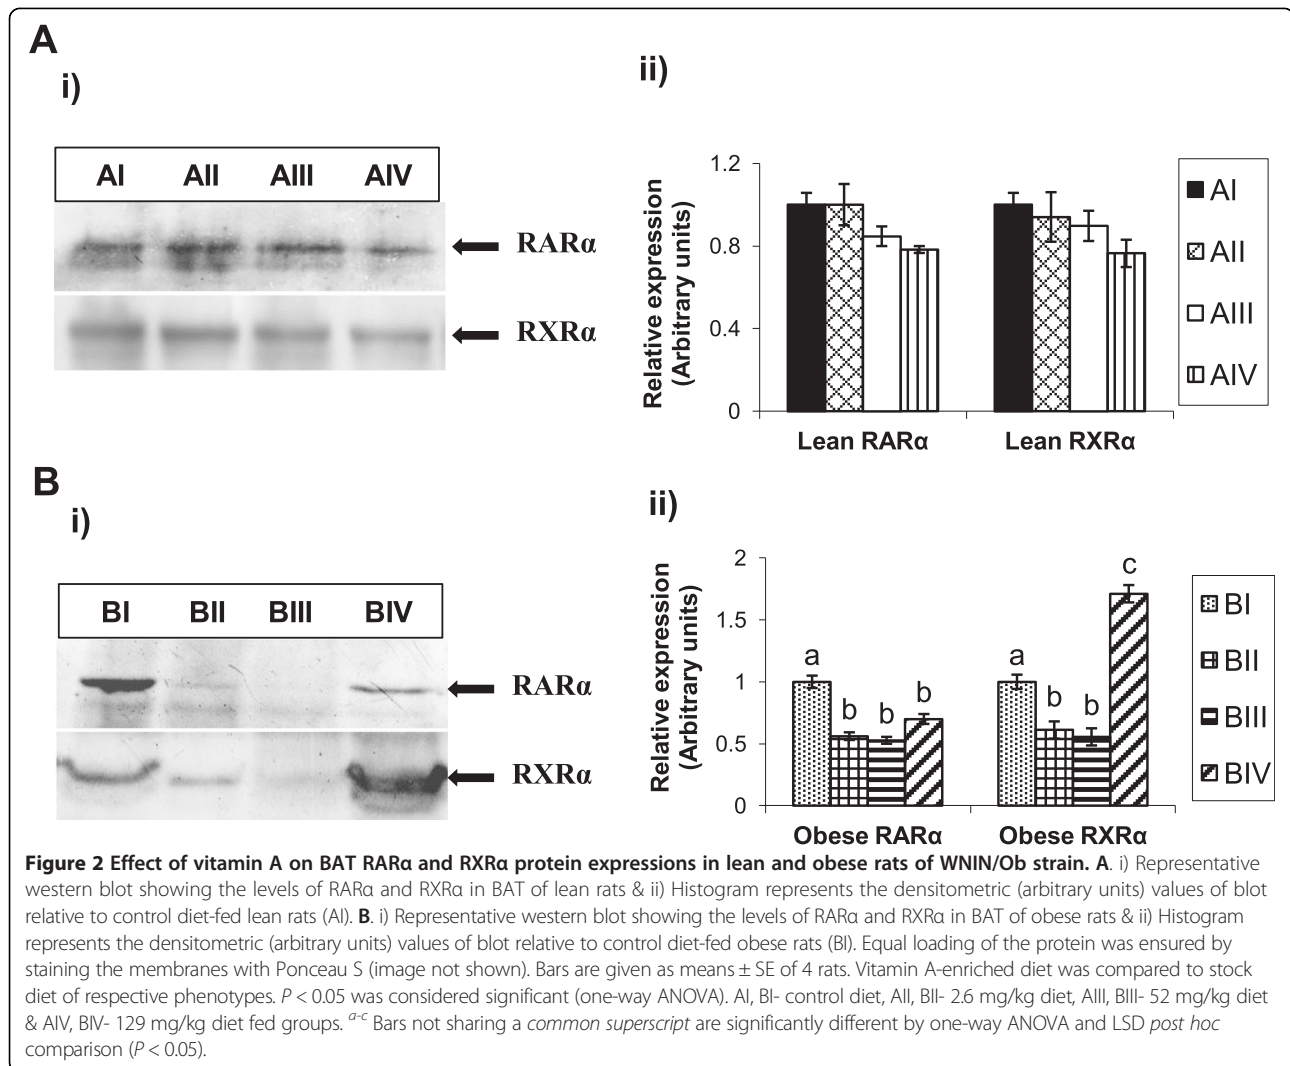 A
i)
AI AII AIII AIV
RARα
RXRα
ii)
Relative expression
(Arbitrary units)
1.2
0.8
0.4
0
Lean RARα Lean RXRα
AI
AII
AIII
AIV
B
i)
BI BII BIII BIV
RARα
RXRα
ii)
Relative expression
(Arbitrary units)
2
1.5
1
0.5
0
a b b b a b b c
Obese RARα Obese RXRα
BI
BII
BIII
BIV
Figure 2 Effect of vitamin A on BAT RARα and RXRα protein expressions in lean and obese rats of WNIN/Ob strain. A. i) Representative
western blot showing the levels of RARα and RXRα in BAT of lean rats & ii) Histogram represents the densitometric (arbitrary units) values of blot
relative to control diet-fed lean rats (AI). B. i) Representative western blot showing the levels of RARα and RXRα in BAT of obese rats & ii) Histogram
represents the densitometric (arbitrary units) values of blot relative to control diet-fed obese rats (BI). Equal loading of the protein was ensured by
staining the membranes with Ponceau S (image not shown). Bars are given as means ± SE of 4 rats. Vitamin A-enriched diet was compared to stock
diet of respective phenotypes. P < 0.05 was considered significant (one-way ANOVA). AI, BI- control diet, AII, BII- 2.6 mg/kg diet, AIII, BIII- 52 mg/kg diet
& AIV, BIV- 129 mg/kg diet fed groups. a-c Bars not sharing a common superscript are significantly different by one-way ANOVA and LSD post hoc
comparison (P < 0.05).